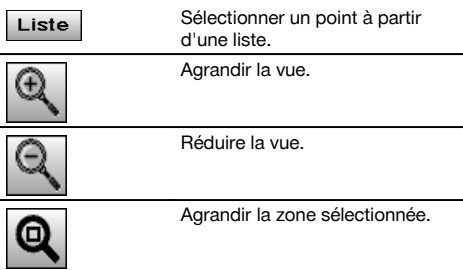 Liste
Sélectionner un point à partir
d'une liste.
Agrandir la vue.
Réduire la vue.
Agrandir la zone sélectionnée.